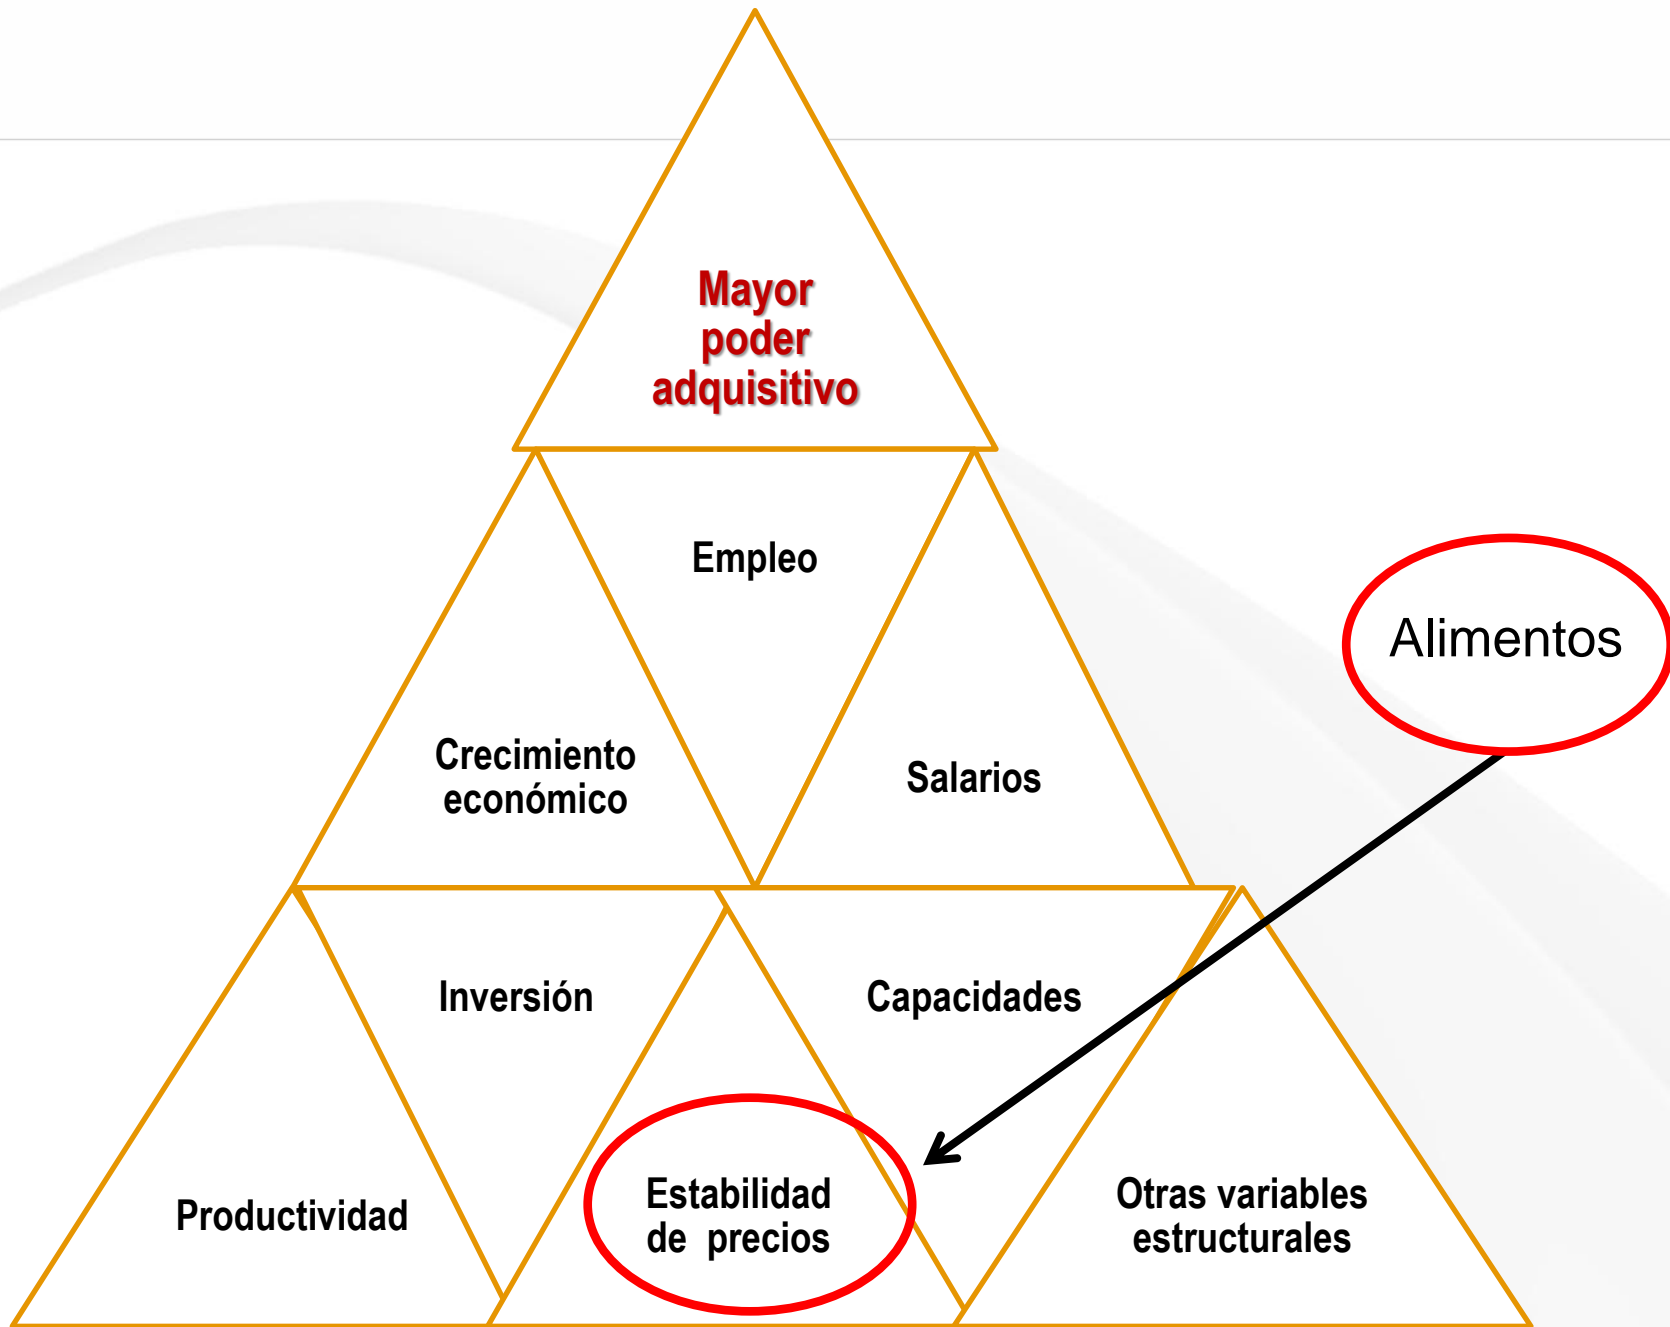 Mayor
poder
adquisitivo
Empleo
Alimentos
Crecimiento
económico
Salarios
Inversión
Capacidades
Productividad
Estabilidad
de precios
Otras variables
estructurales